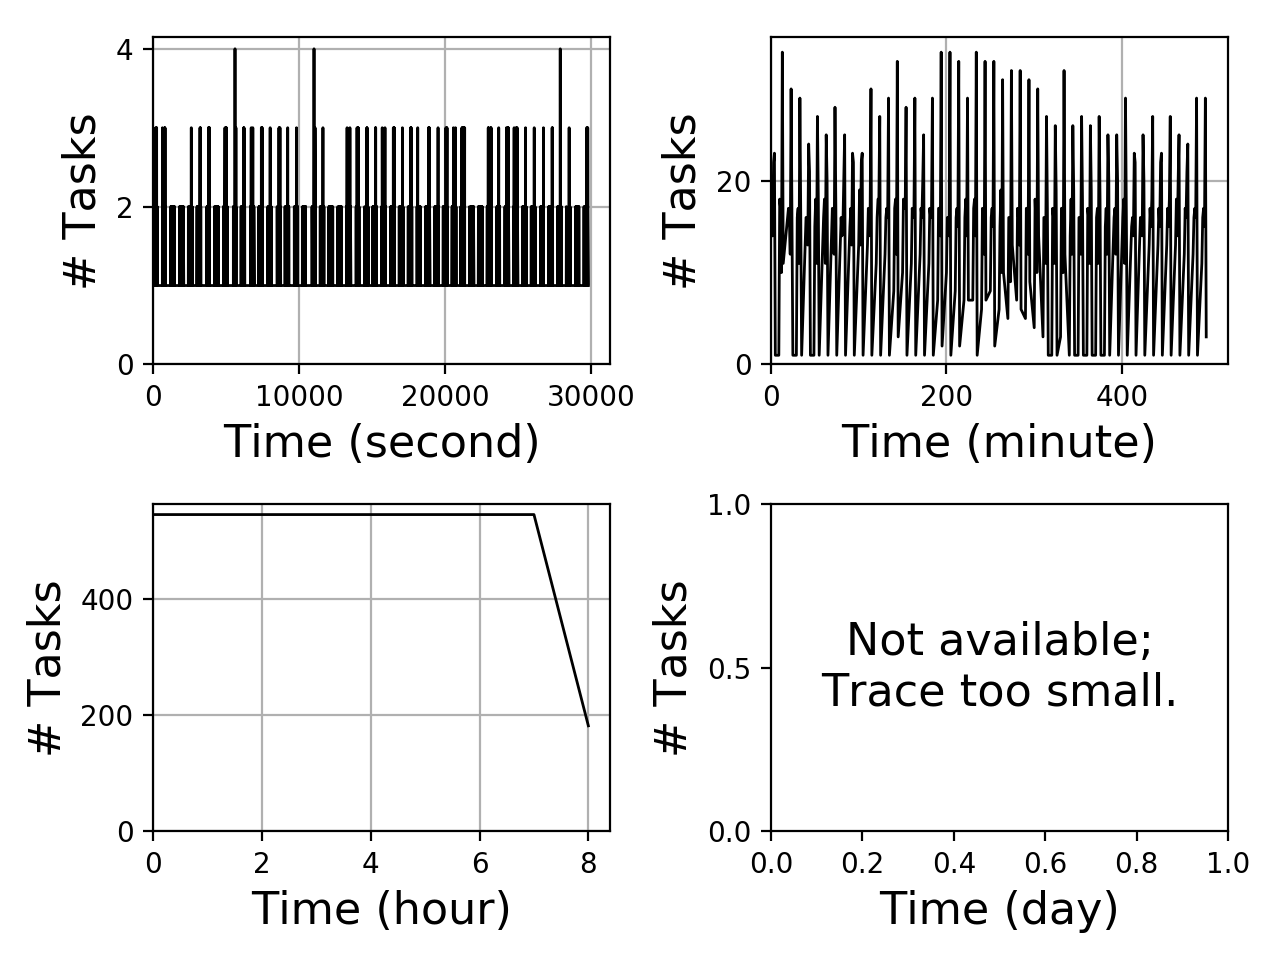 4
2
0
# Tasks
0 10000 20000 30000
Time (second)
20
0
# Tasks
0 200 400
Time (minute)
400
200
0
# Tasks
0 2 4 6 8
Time (hour)
1.0
0.5
0.0
# Tasks
Not available;
Trace too small.
0.0 0.2 0.4 0.6 0.8 1.0
Time (day)